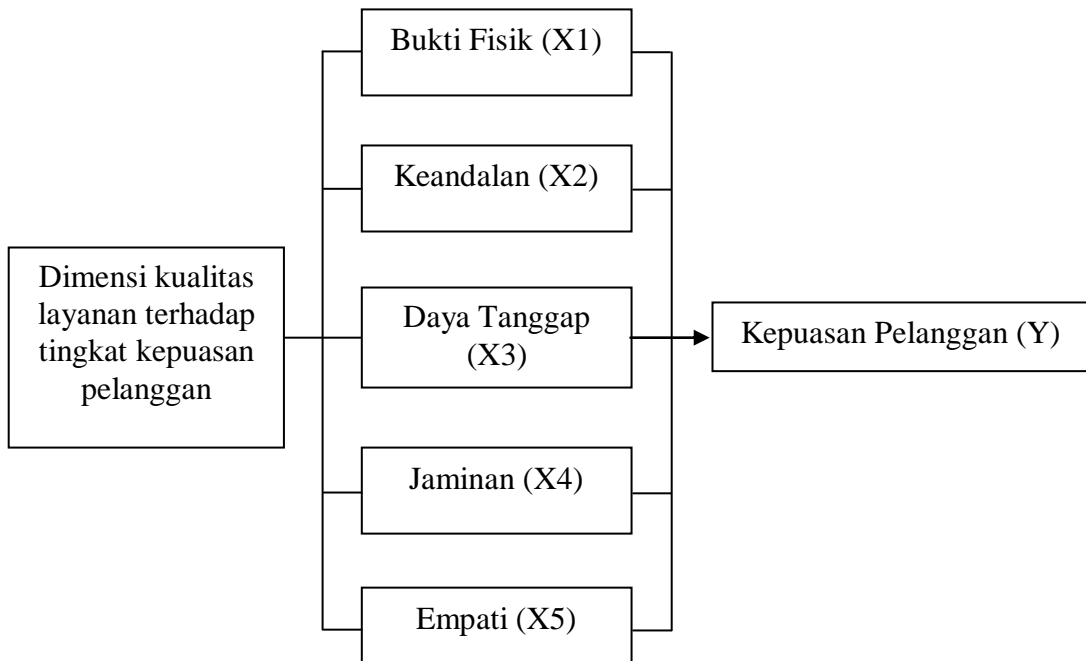 Bukti Fisik (X1)
Keandalan (X2)
Dimensi kualitas
layanan terhadap
tingkat kepuasan
pelanggan
Daya Tanggap
(X3)
Kepuasan Pelanggan (Y)
Jaminan (X4)
Empati (X5)